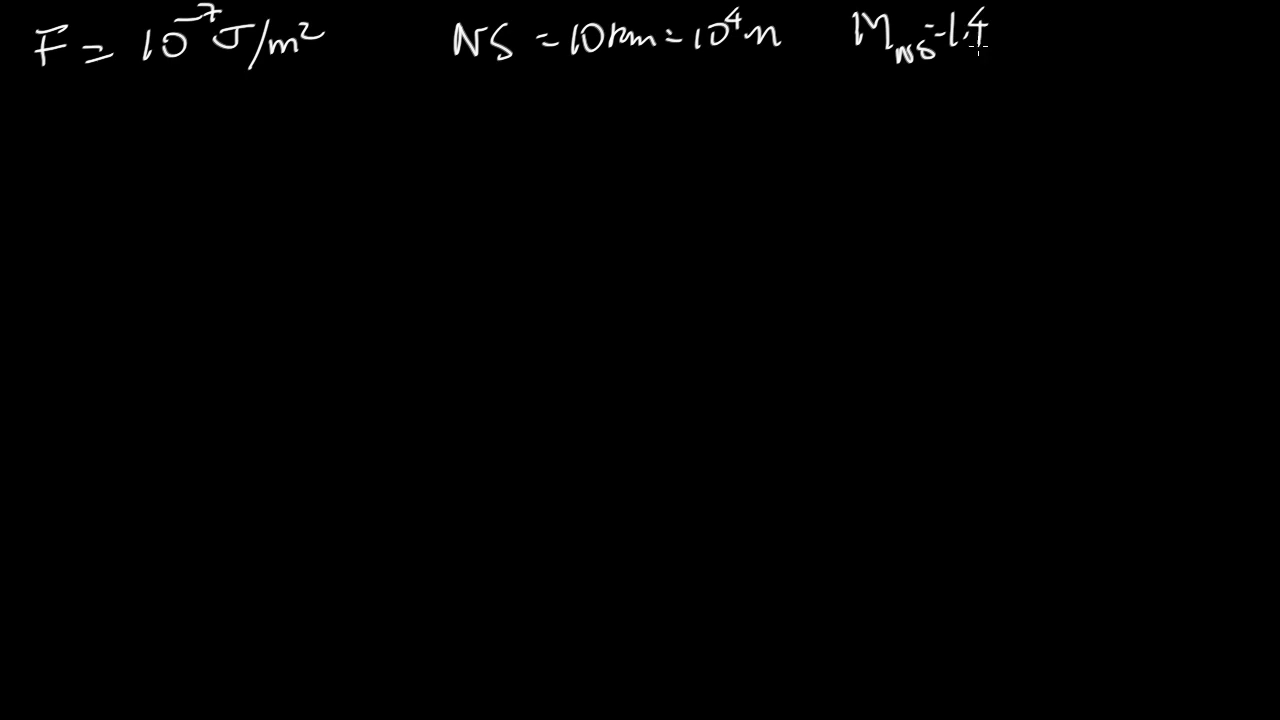 F = 10⁻⁷ J/m² NS = 10km = 10⁴m M_NS = 1.4